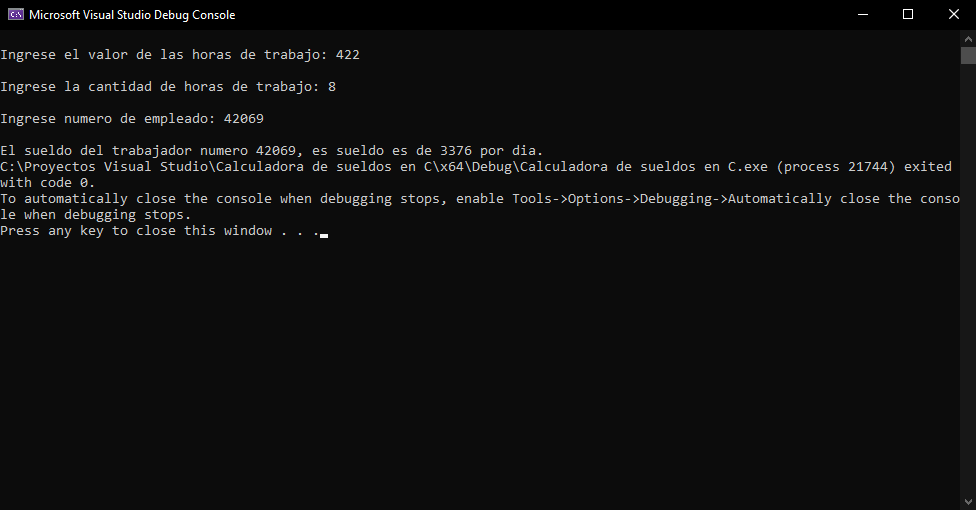 Microsoft Visual Studio Debug Console
Ingrese el valor de las horas de trabajo: 422
Ingrese la cantidad de horas de trabajo: 8
Ingrese numero de empleado: 42069
El sueldo del trabajador numero 42069, es sueldo es de 3376 por dia.
C:\Proyectos Visual Studio\Calculadora de sueldos en C\x64\Debug\Calculadora de sueldos en C.exe (process 21744) exited
with code 0.
To automatically close the console when debugging stops, enable Tools->Options->Debugging->Automatically close the conso
le when debugging stops.
Press any key to close this window . . .